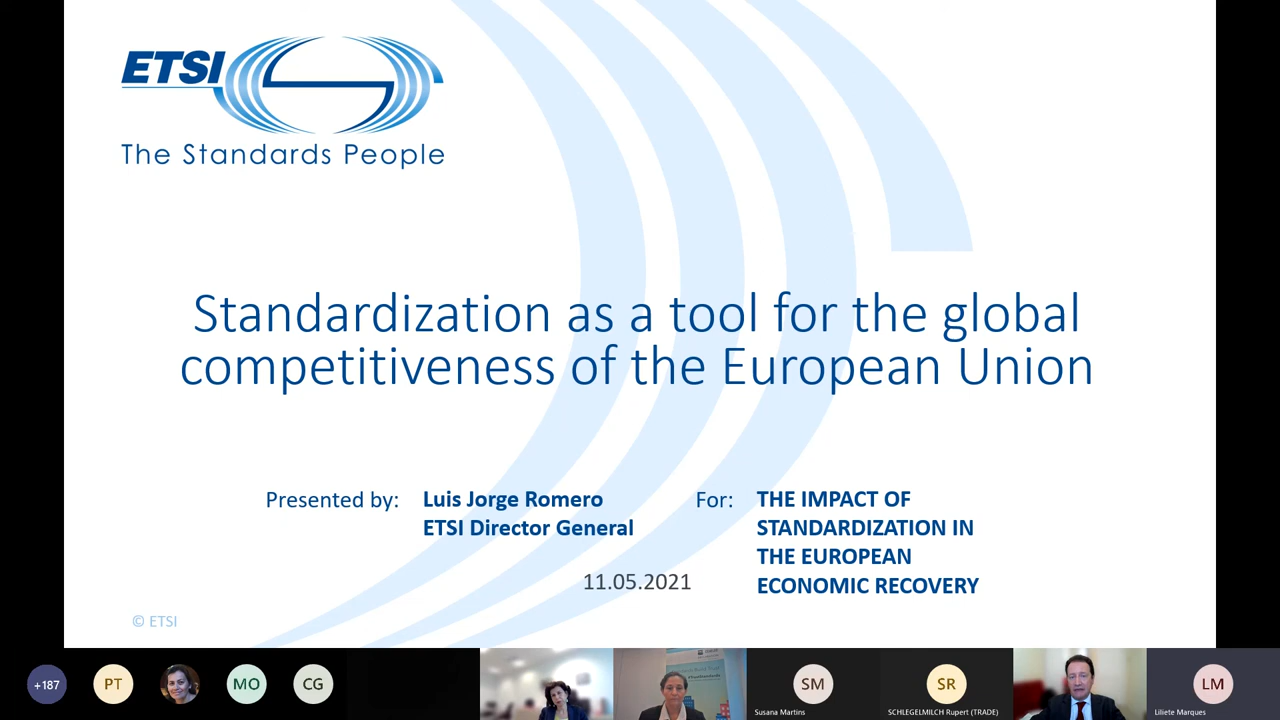 ETSI
The Standards People
Standardization as a tool for the global
competitiveness of the European Union
Presented by:
Luis Jorge Romero
ETSI Director General
For:
THE IMPACT OF
STANDARDIZATION IN
THE EUROPEAN
ECONOMIC RECOVERY
11.05.2021
© ETSI
+187
PT
MO
CG
SM
Susana Martins
SR
SCHLEGELMILCH Rupert (TRADE)
LM
Liliete Marques